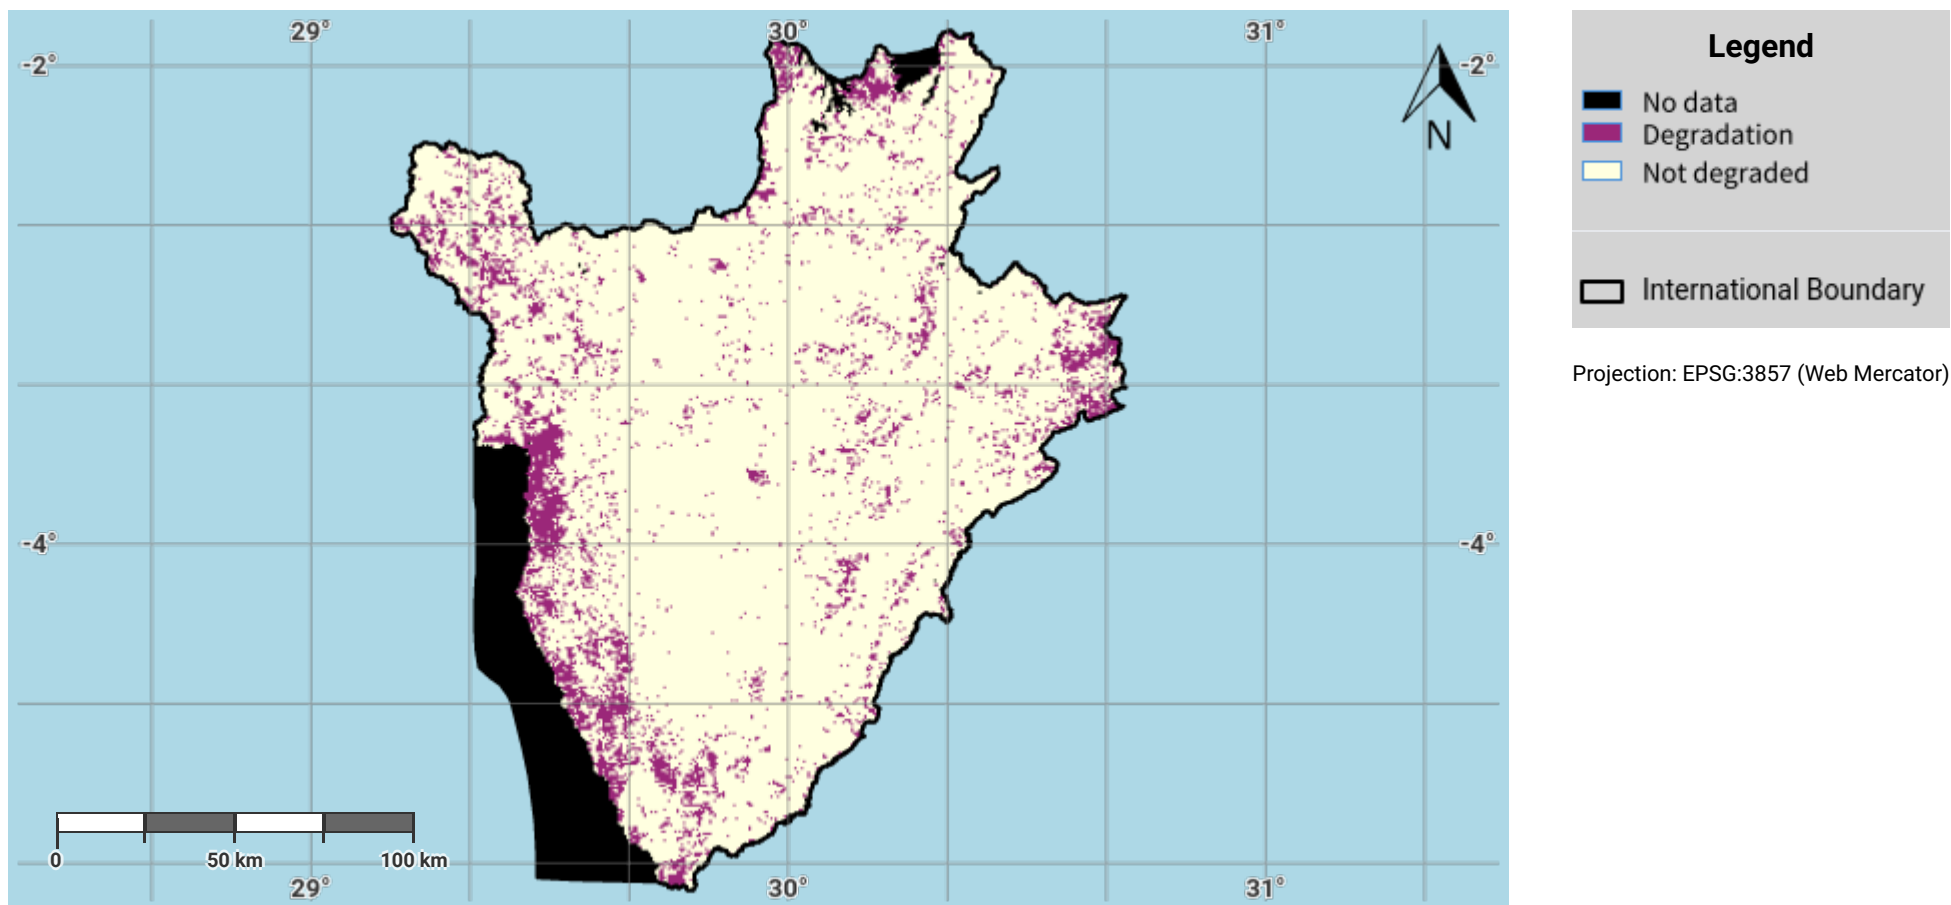 29° 30° 31°
-2° -2°
N
-4° -4°
0 50 km 100 km
29° 30° 31°
Legend
No data
Degradation
Not degraded
International Boundary
Projection: EPSG:3857 (Web Mercator)